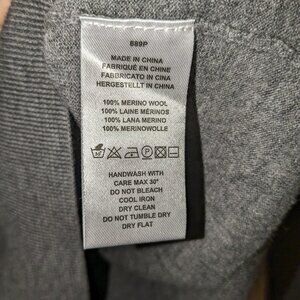 689P
MADE IN CHINA
FABRIQUÉ EN CHINE
FABBRICATO IN CINA
HERGESTELLT IN CHINA
100% MERINO WOOL
100% LAINE MÉRINOS
100% LANA MERINO
100% MERINOWOLLE
HANDWASH WITH
CARE MAX 30°
DO NOT BLEACH
COOL IRON
DRY CLEAN
DO NOT TUMBLE DRY
DRY FLAT